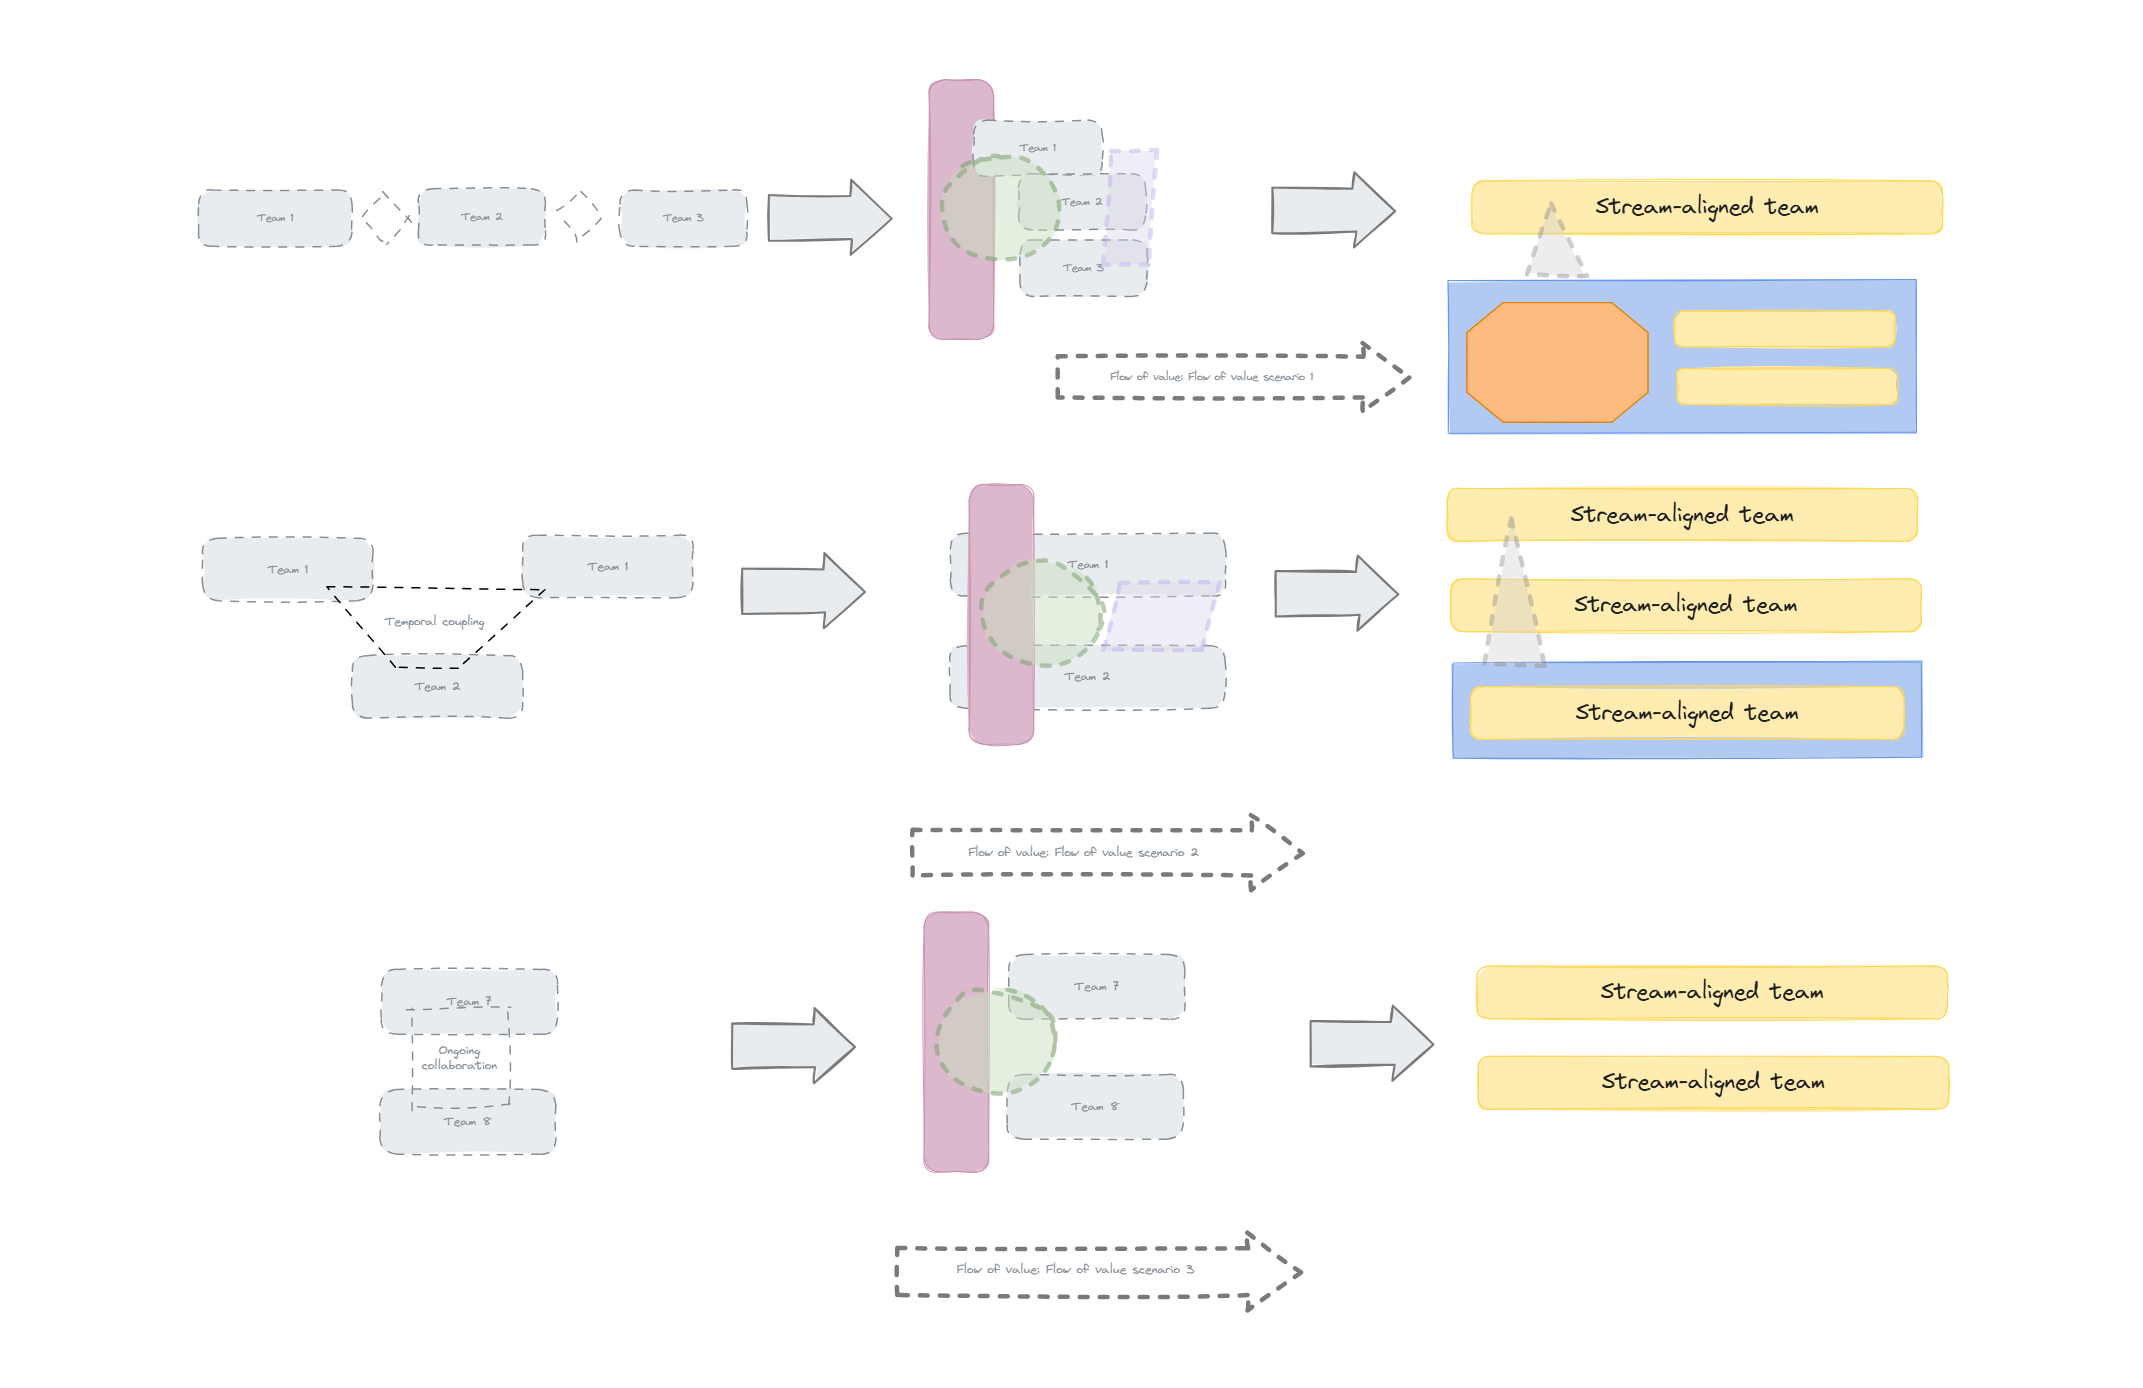 Team 1
Team 2
Team 3
Team 1
Team 2
Team 3
Stream-aligned team
Flow of value: Flow of value scenario 1
Team 1
Team 1
Temporal coupling
Team 2
Team 1
Team 2
Stream-aligned team
Stream-aligned team
Stream-aligned team
Flow of value: Flow of value scenario 2
Team 7
Ongoing
collaboration
Team 8
Team 7
Team 8
Stream-aligned team
Stream-aligned team
Flow of value: Flow of value scenario 3